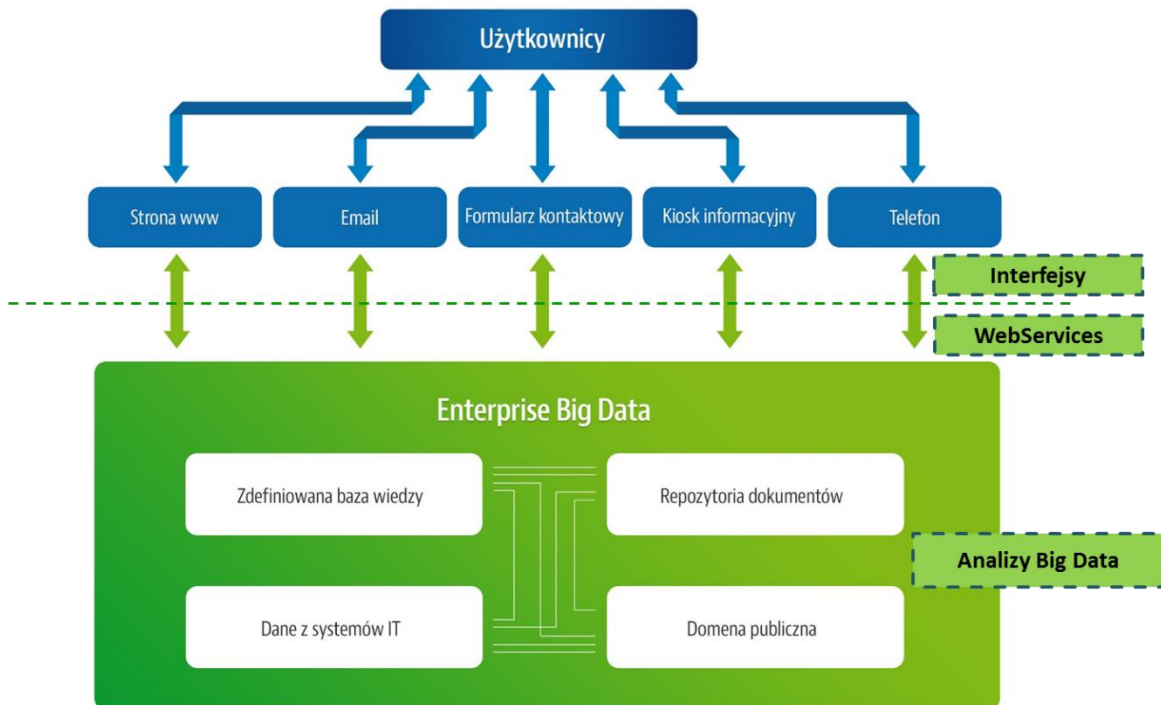 Użytkownicy
Strona www
Email
Formularz kontaktowy
Kiosk informacyjny
Telefon
Interfejsy
WebServices
Enterprise Big Data
Zdefiniowana baza wiedzy
Repozytoria dokumentów
Analizy Big Data
Dane z systemów IT
Domena publiczna